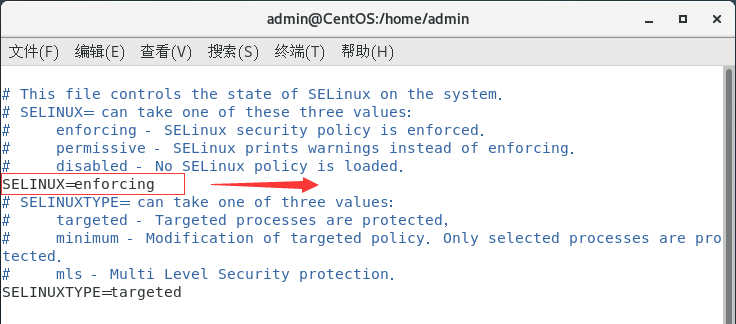 admin@CentOS:/home/admin
文件(F) 编辑(E) 查看(V) 搜索(S) 终端(T) 帮助(H)
# This file controls the state of SELinux on the system.
# SELINUX= can take one of these three values:
#     enforcing - SELinux security policy is enforced.
#     permissive - SELinux prints warnings instead of enforcing.
#     disabled - No SELinux policy is loaded.
SELINUX=enforcing
# SELINUXTYPE= can take one of three values:
#     targeted - Targeted processes are protected,
#     minimum - Modification of targeted policy. Only selected processes are pro
tected.
#     mls - Multi Level Security protection.
SELINUXTYPE=targeted